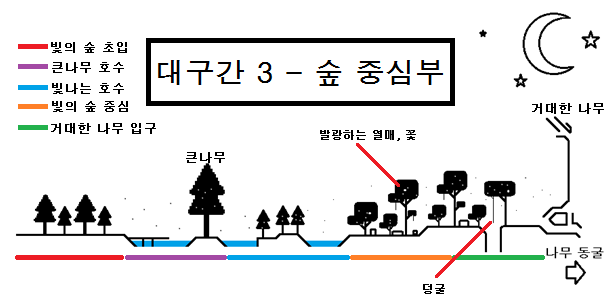 대구간 3 - 숲 중심부
빛의 숲 초입
큰나무 호수
빛나는 호수
빛의 숲 중심
거대한 나무 입구
거대한 나무
발광하는 열매, 꽃
큰나무
나무 동굴
덩굴